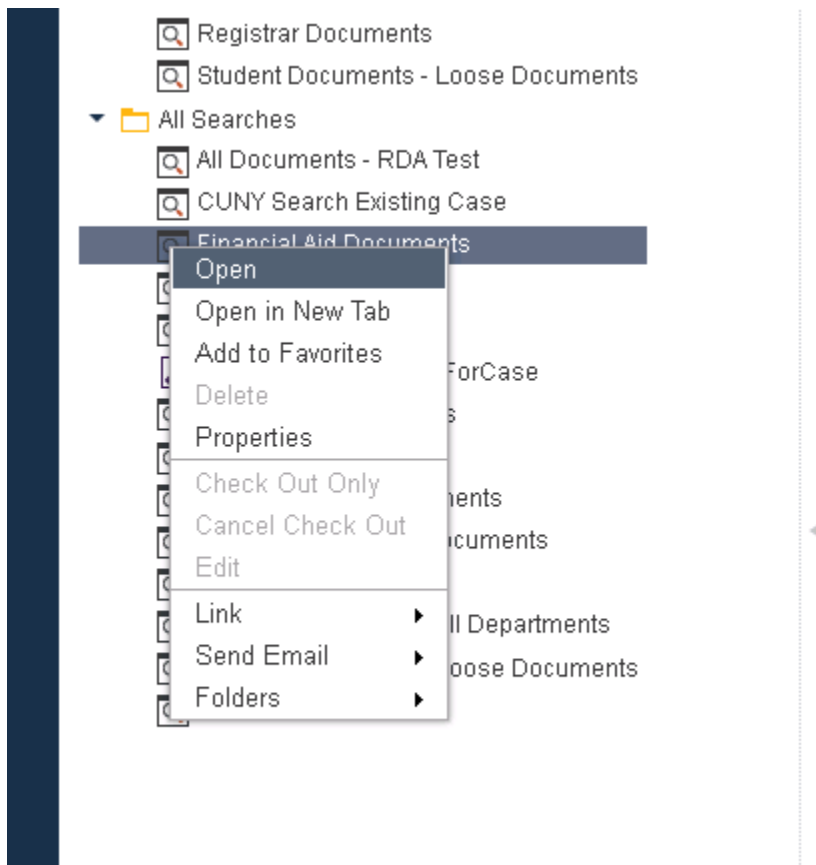 Registrar Documents
Student Documents - Loose Documents
All Searches
All Documents - RDA Test
CUNY Search Existing Case
Financial Aid Documents
Open
Open in New Tab
Add to Favorites
ForCase
Delete
s
Properties
Check Out Only
ments
Cancel Check Out
ocuments
Edit
Link
ll Departments
Send Email
oose Documents
Folders